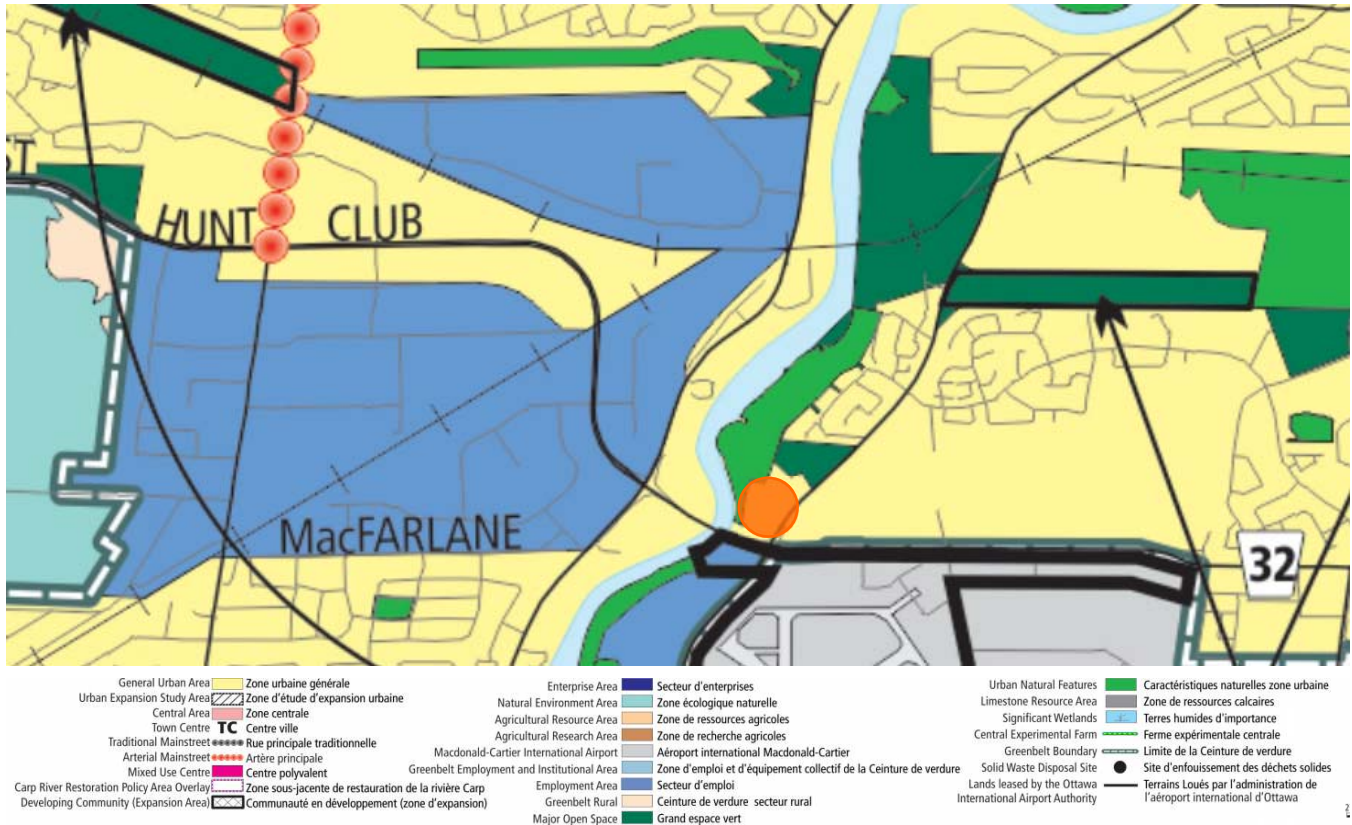 ST
HUNT CLUB
MacFARLANE
32
General Urban Area Zone urbaine générale
Urban Expansion Study Area Zone d'étude d'expansion urbaine
Central Area Zone centrale
Town Centre TC Centre ville
Traditional Mainstreet Rue principale traditionnelle
Arterial Mainstreet Artère principale
Mixed Use Centre Centre polyvalent
Carp River Restoration Policy Area Overlay Zone sous-jacente de restauration de la rivière Carp
Developing Community (Expansion Area) Communauté en développement (zone d'expansion)
Enterprise Area Secteur d'entreprises
Natural Environment Area Zone écologique naturelle
Agricultural Resource Area Zone de ressources agricoles
Agricultural Research Area Zone de recherche agricoles
Macdonald-Cartier International Airport Aéroport international Macdonald-Cartier
Greenbelt Employment and Institutional Area Zone d'emploi et d'équipement collectif de la Ceinture de verdure
Employment Area Secteur d'emploi
Greenbelt Rural Ceinture de verdure secteur rural
Major Open Space Grand espace vert
Urban Natural Features Caractéristiques naturelles zone urbaine
Limestone Resource Area Zone de ressources calcaires
Significant Wetlands Terres humides d'importance
Central Experimental Farm Ferme expérimentale centrale
Greenbelt Boundary Limite de la Ceinture de verdure
Solid Waste Disposal Site Site d'enfouissement des déchets solides
Lands leased by the Ottawa Terrains Loués par l'administration de
International Airport Authority l'aéroport international d'Ottawa
2